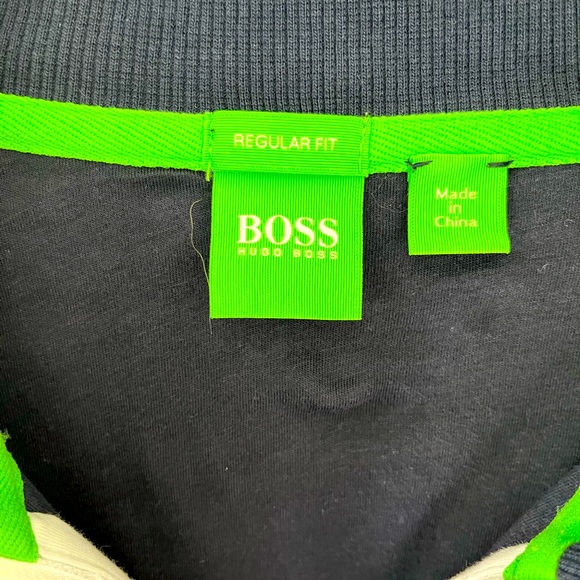 REGULAR FIT
BOSS
HUGO BOSS
Made
in
China